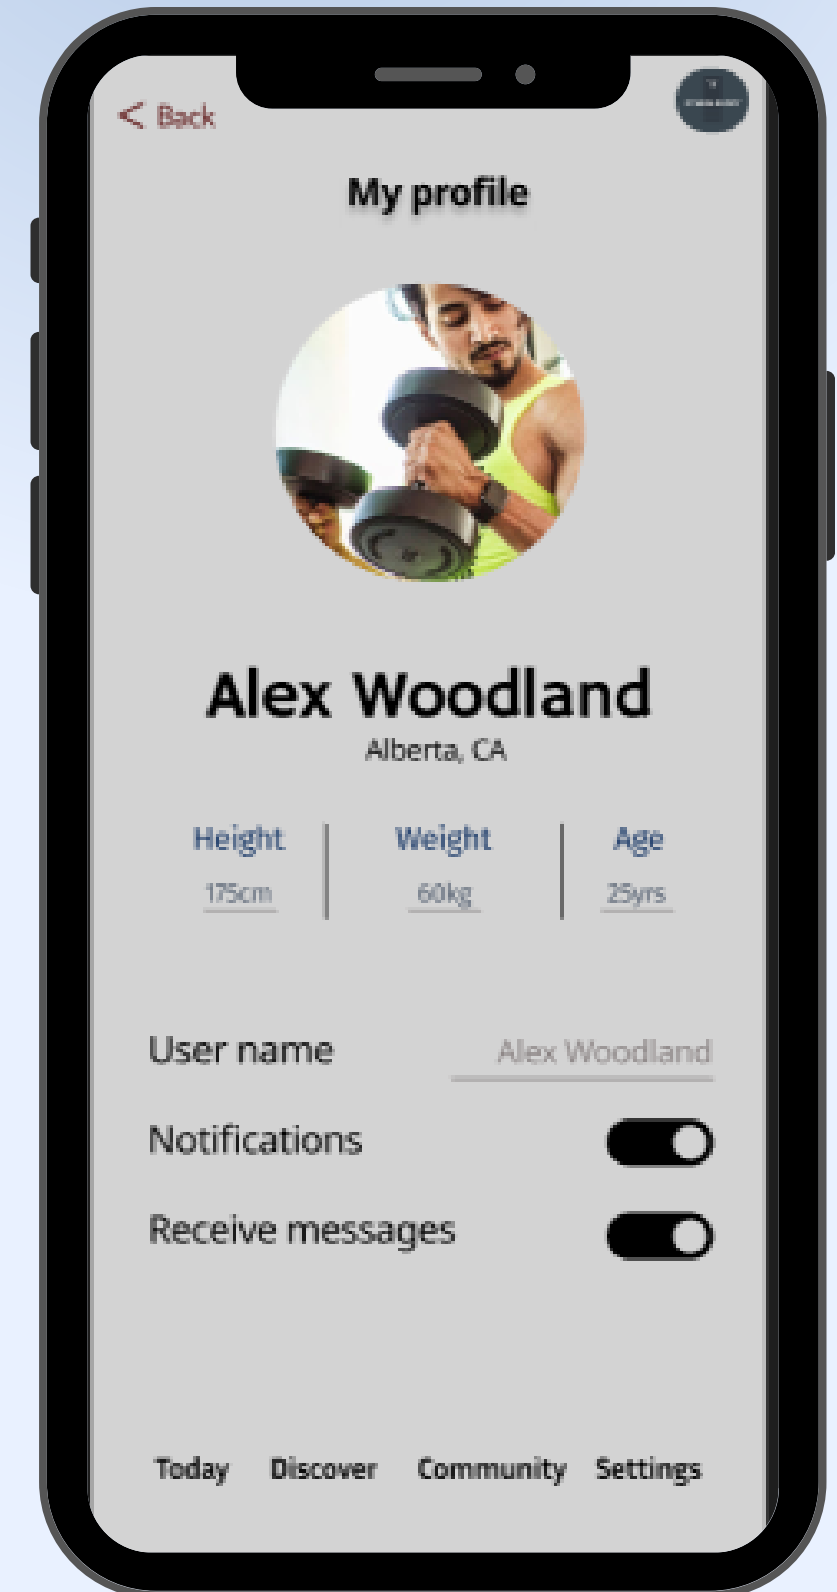 < Back
My profile
Alex Woodland
Alberta, CA
Height Weight Age
175cm 60kg 25yrs
User name Alex Woodland
Notifications
Receive messages
Today Discover Community Settings